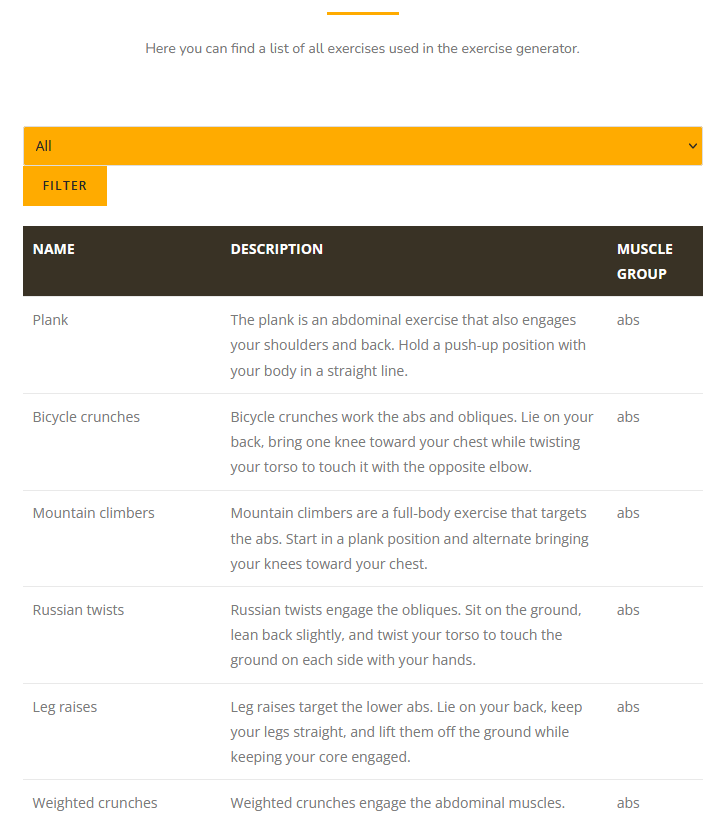 Here you can find a list of all exercises used in the exercise generator.
All
FILTER
NAME DESCRIPTION MUSCLE
GROUP
Plank The plank is an abdominal exercise that also engages abs
your shoulders and back. Hold a push-up position with
your body in a straight line.
Bicycle crunches Bicycle crunches work the abs and obliques. Lie on your abs
back, bring one knee toward your chest while twisting
your torso to touch it with the opposite elbow.
Mountain climbers Mountain climbers are a full-body exercise that targets abs
the abs. Start in a plank position and alternate bringing
your knees toward your chest.
Russian twists Russian twists engage the obliques. Sit on the ground, abs
lean back slightly, and twist your torso to touch the
ground on each side with your hands.
Leg raises Leg raises target the lower abs. Lie on your back, keep abs
your legs straight, and lift them off the ground while
keeping your core engaged.
Weighted crunches Weighted crunches engage the abdominal muscles. abs